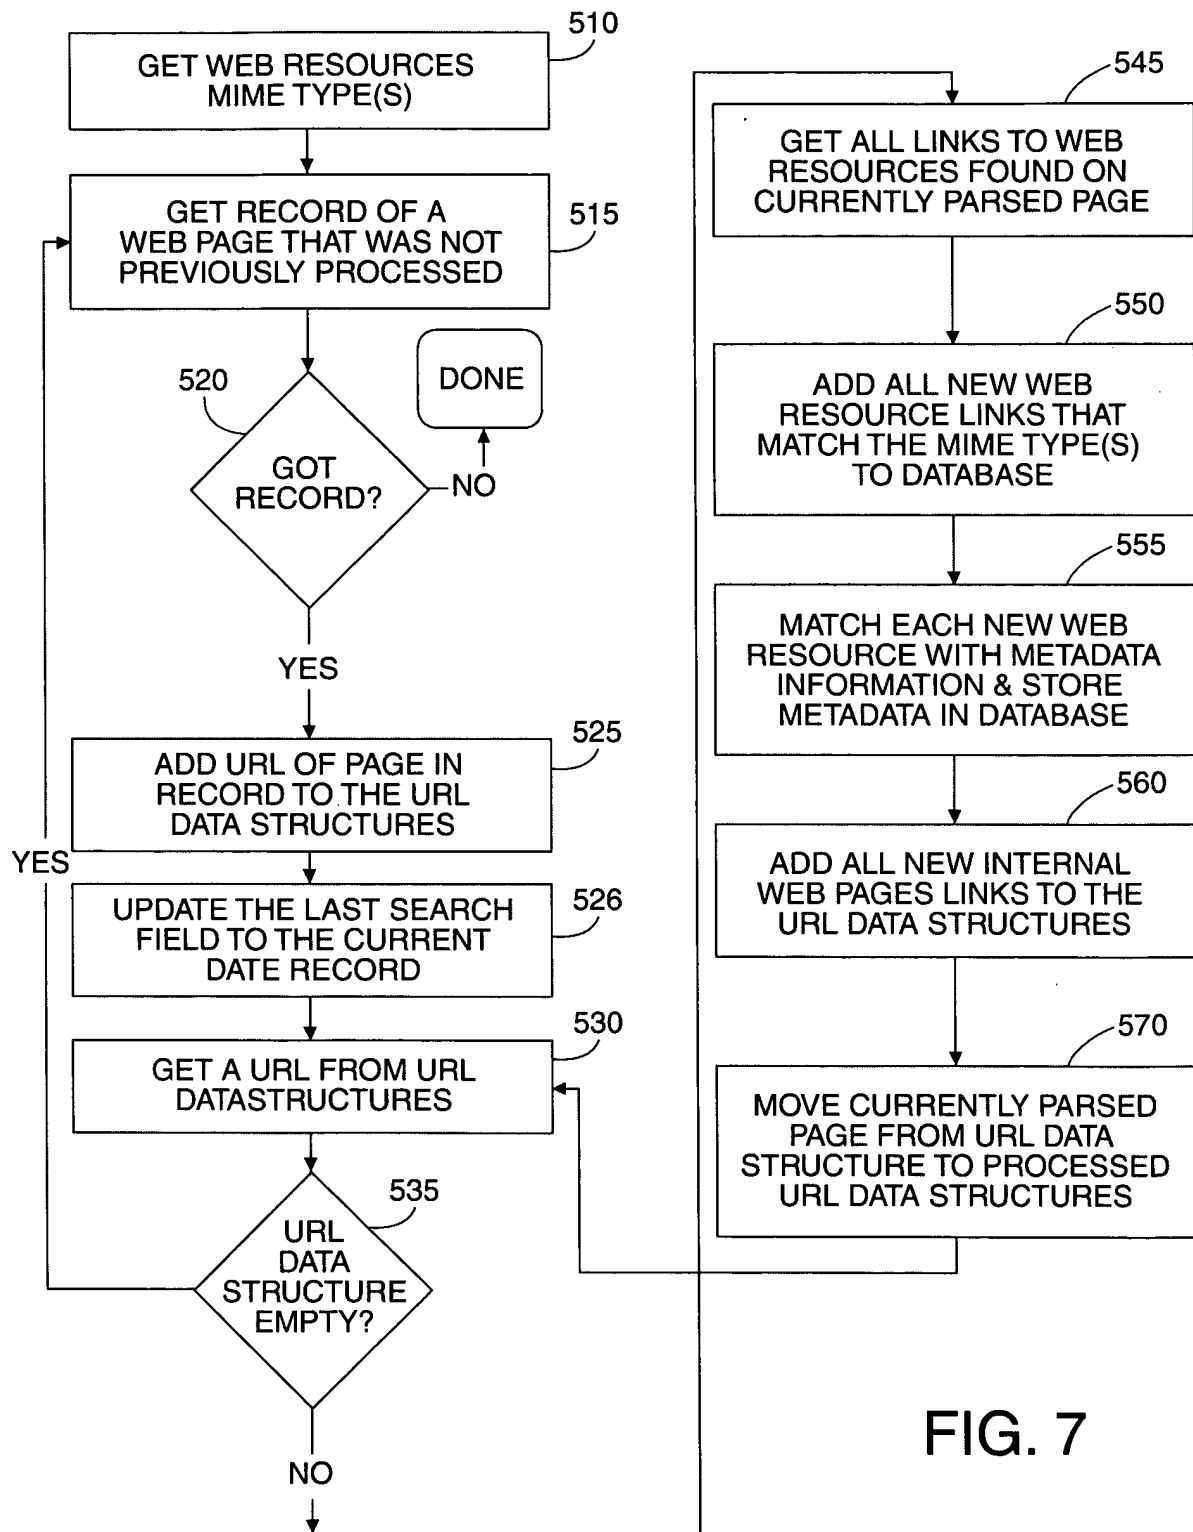 510
GET WEB RESOURCES
MIME TYPE(S)
GET RECORD OF A
WEB PAGE THAT WAS NOT
PREVIOUSLY PROCESSED
515
DONE
520
GOT
RECORD?
NO
YES
525
ADD URL OF PAGE IN
RECORD TO THE URL
DATA STRUCTURES
YES
UPDATE THE LAST SEARCH
FIELD TO THE CURRENT
DATE RECORD
526
530
GET A URL FROM URL
DATASTRUCTURES
535
URL
DATA
STRUCTURE
EMPTY?
NO
545
GET ALL LINKS TO WEB
RESOURCES FOUND ON
CURRENTLY PARSED PAGE
550
ADD ALL NEW WEB
RESOURCE LINKS THAT
MATCH THE MIME TYPE(S)
TO DATABASE
555
MATCH EACH NEW WEB
RESOURCE WITH METADATA
INFORMATION & STORE
METADATA IN DATABASE
560
ADD ALL NEW INTERNAL
WEB PAGES LINKS TO THE
URL DATA STRUCTURES
570
MOVE CURRENTLY PARSED
PAGE FROM URL DATA
STRUCTURE TO PROCESSED
URL DATA STRUCTURES
FIG. 7